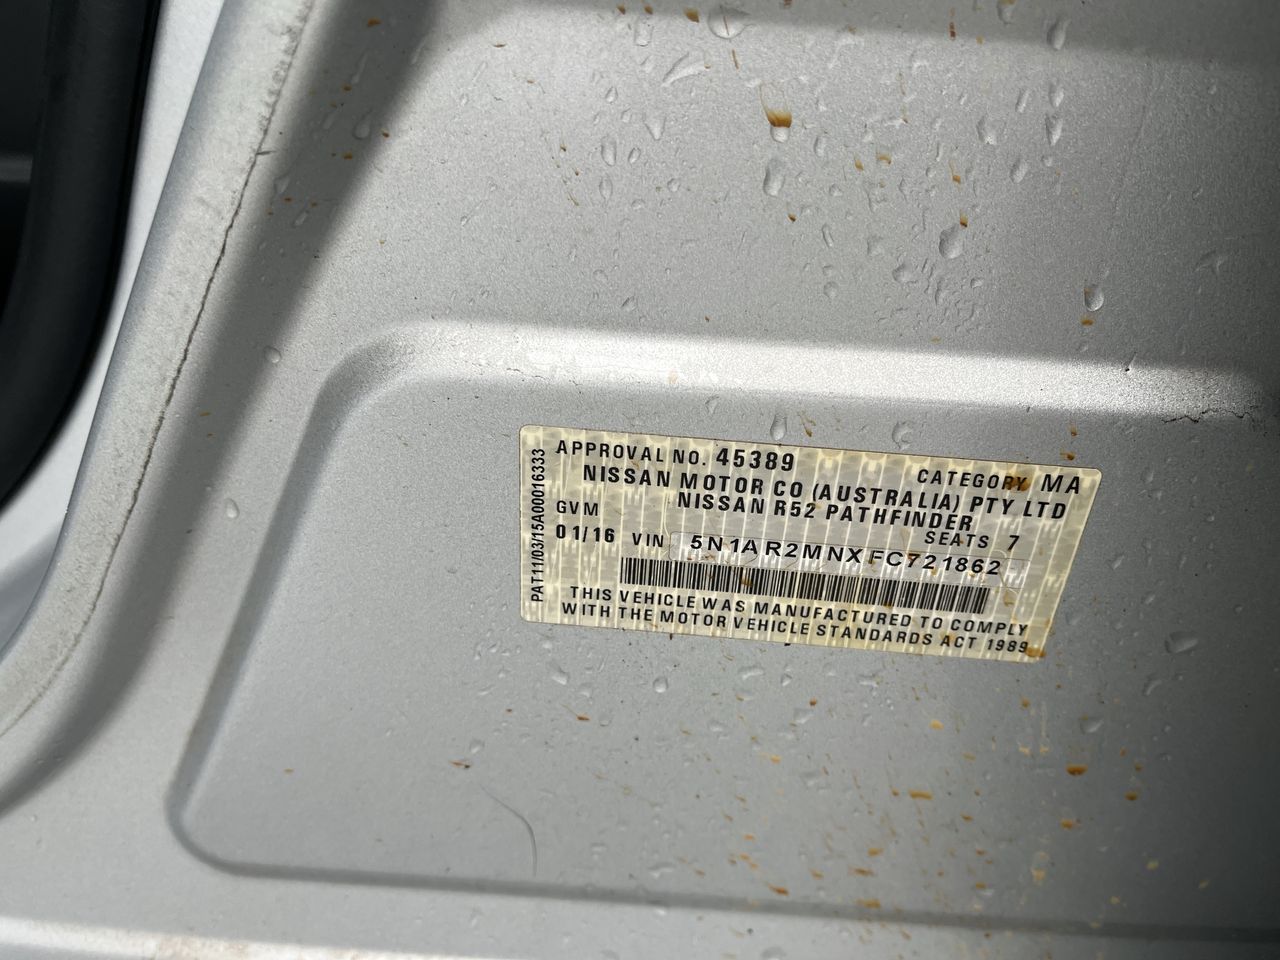 APPROVAL NO. 45389 CATEGORY MA
NISSAN MOTOR CO (AUSTRALIA) PTY LTD
NISSAN R52 PATHFINDER
GVM SEATS 7
01/16 VIN 5N1AR2MNXFC721862
THIS VEHICLE WAS MANUFACTURED TO COMPLY
WITH THE MOTOR VEHICLE STANDARDS ACT 1989
PAT11/03/15A00016333